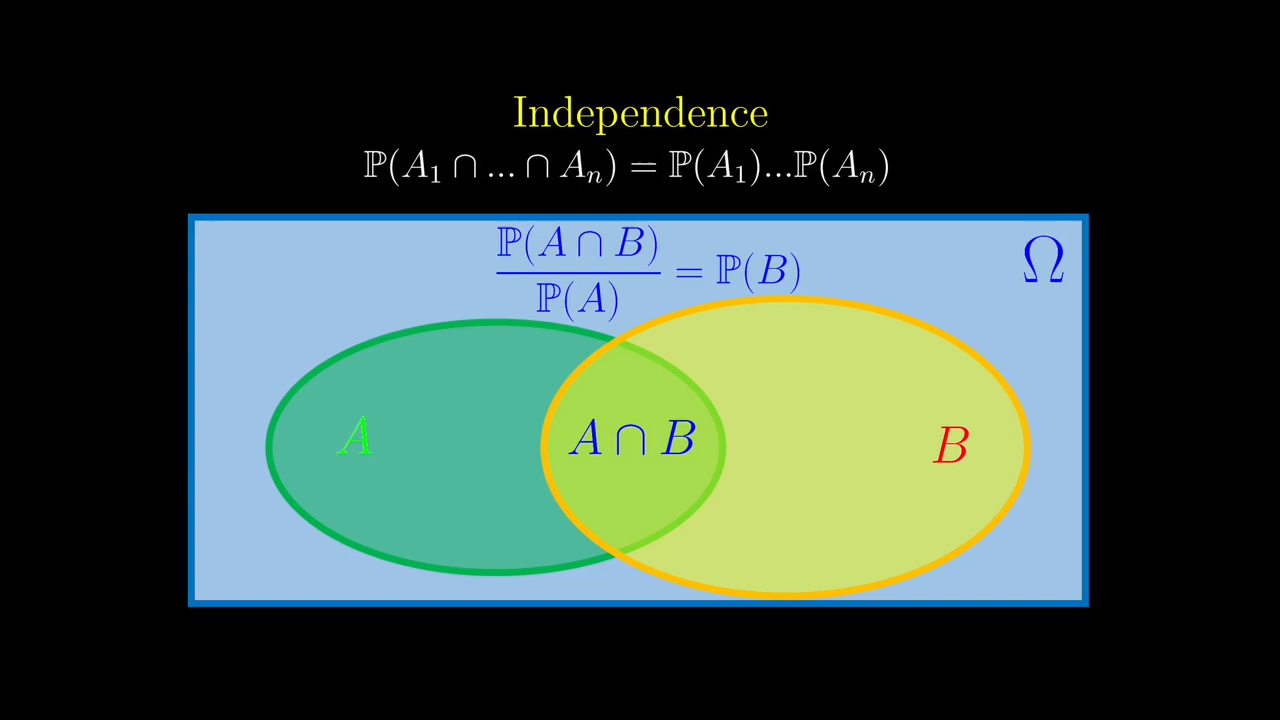 Independence
ℙ(A₁ ∩ ... ∩ Aₙ) = ℙ(A₁)...ℙ(Aₙ)
ℙ(A ∩ B) / ℙ(A) = ℙ(B)
Ω
A
A ∩ B
B